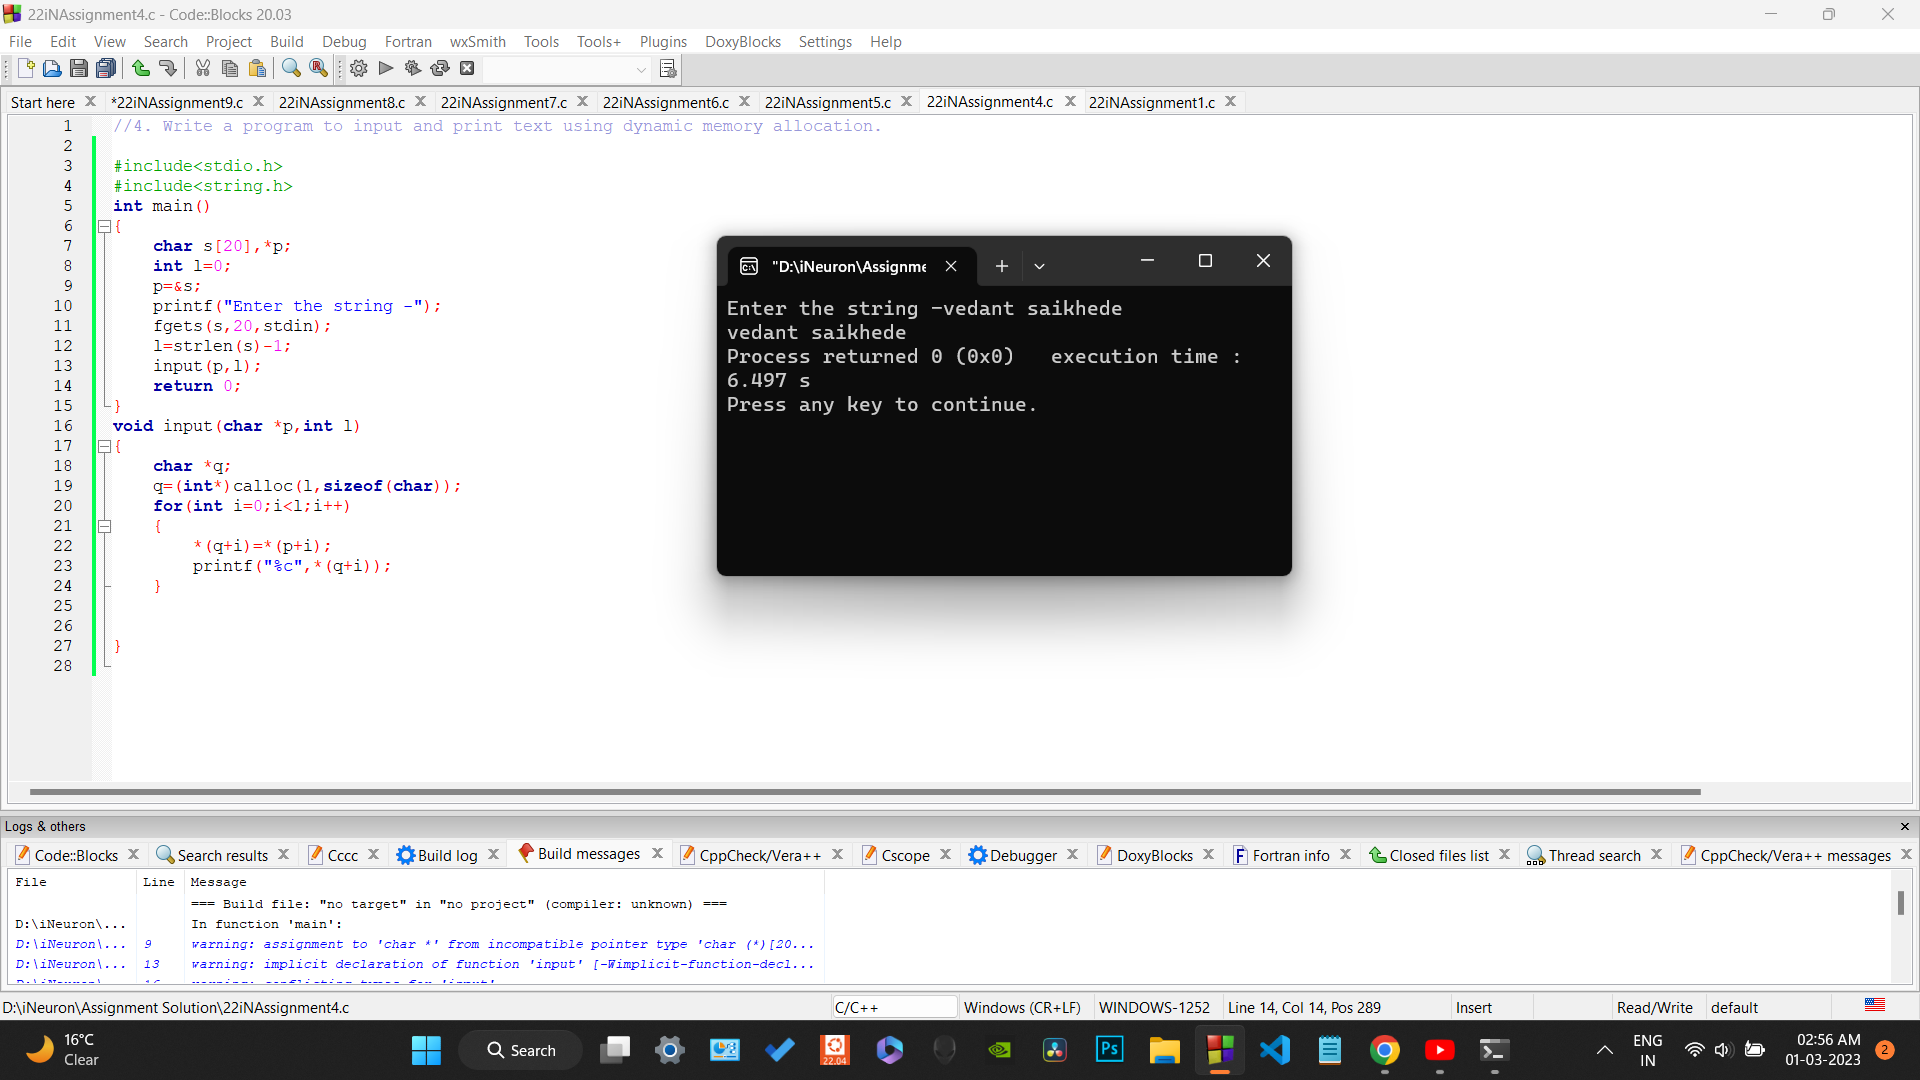 22iNAssignment4.c - Code::Blocks 20.03
File Edit View Search Project Build Debug Fortran wxSmith Tools Tools+ Plugins DoxyBlocks Settings Help
Start here *22iNAssignment9.c 22iNAssignment8.c 22iNAssignment7.c 22iNAssignment6.c 22iNAssignment5.c 22iNAssignment4.c 22iNAssignment1.c
1 //4. Write a program to input and print text using dynamic memory allocation.
2
3 #include<stdio.h>
4 #include<string.h>
5 int main()
6 {
7 char s[20],*p;
8 int l=0;
9 p=&s;
10 printf("Enter the string -");
11 fgets(s,20,stdin);
12 l=strlen(s)-1;
13 input(p,l);
14 return 0;
15 }
16 void input(char *p,int l)
17 {
18 char *q;
19 q=(int*)calloc(l,sizeof(char));
20 for(int i=0;i<l;i++)
21 {
22 *(q+i)=*(p+i);
23 printf("%c",*(q+i));
24 }
25
26
27 }
28
"D:\iNeuron\Assignme
Enter the string -vedant saikhede
vedant saikhede
Process returned 0 (0x0) execution time :
6.497 s
Press any key to continue.
Logs & others
Code::Blocks Search results Cccc Build log Build messages CppCheck/Vera++ Cscope Debugger DoxyBlocks Fortran info Closed files list Thread search CppCheck/Vera++ messages
File Line Message
=== Build file: "no target" in "no project" (compiler: unknown) ===
D:\iNeuron\... In function 'main':
D:\iNeuron\... 9 warning: assignment to 'char *' from incompatible pointer type 'char (*)[20...
D:\iNeuron\... 13 warning: implicit declaration of function 'input' [-Wimplicit-function-decl...
D:\iNeuron\Assignment Solution\22iNAssignment4.c C/C++ Windows (CR+LF) WINDOWS-1252 Line 14, Col 14, Pos 289 Insert Read/Write default
16°C
Clear
Search
22.04
Ps
ENG
IN
02:56 AM
01-03-2023
2